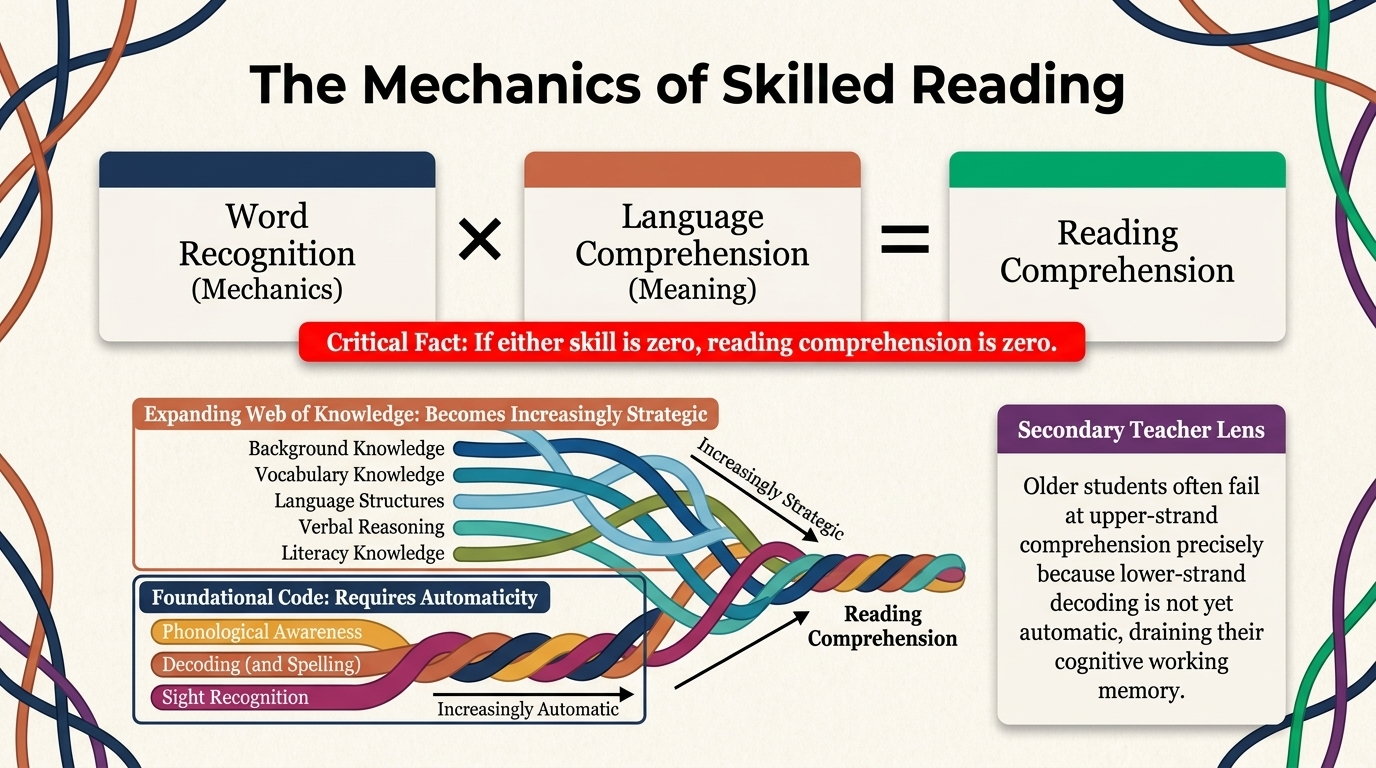 The Mechanics of Skilled Reading
Word
Recognition
(Mechanics)
×
Language
Comprehension
(Meaning)
=
Reading
Comprehension
Critical Fact: If either skill is zero, reading comprehension is zero.
Expanding Web of Knowledge: Becomes Increasingly Strategic
Background Knowledge
Vocabulary Knowledge
Language Structures
Verbal Reasoning
Literacy Knowledge
Increasingly Strategic
Foundational Code: Requires Automaticity
Phonological Awareness
Decoding (and Spelling)
Sight Recognition
Increasingly Automatic
Reading
Comprehension
Secondary Teacher Lens
Older students often fail
at upper-strand
comprehension precisely
because lower-strand
decoding is not yet
automatic, draining their
cognitive working
memory.